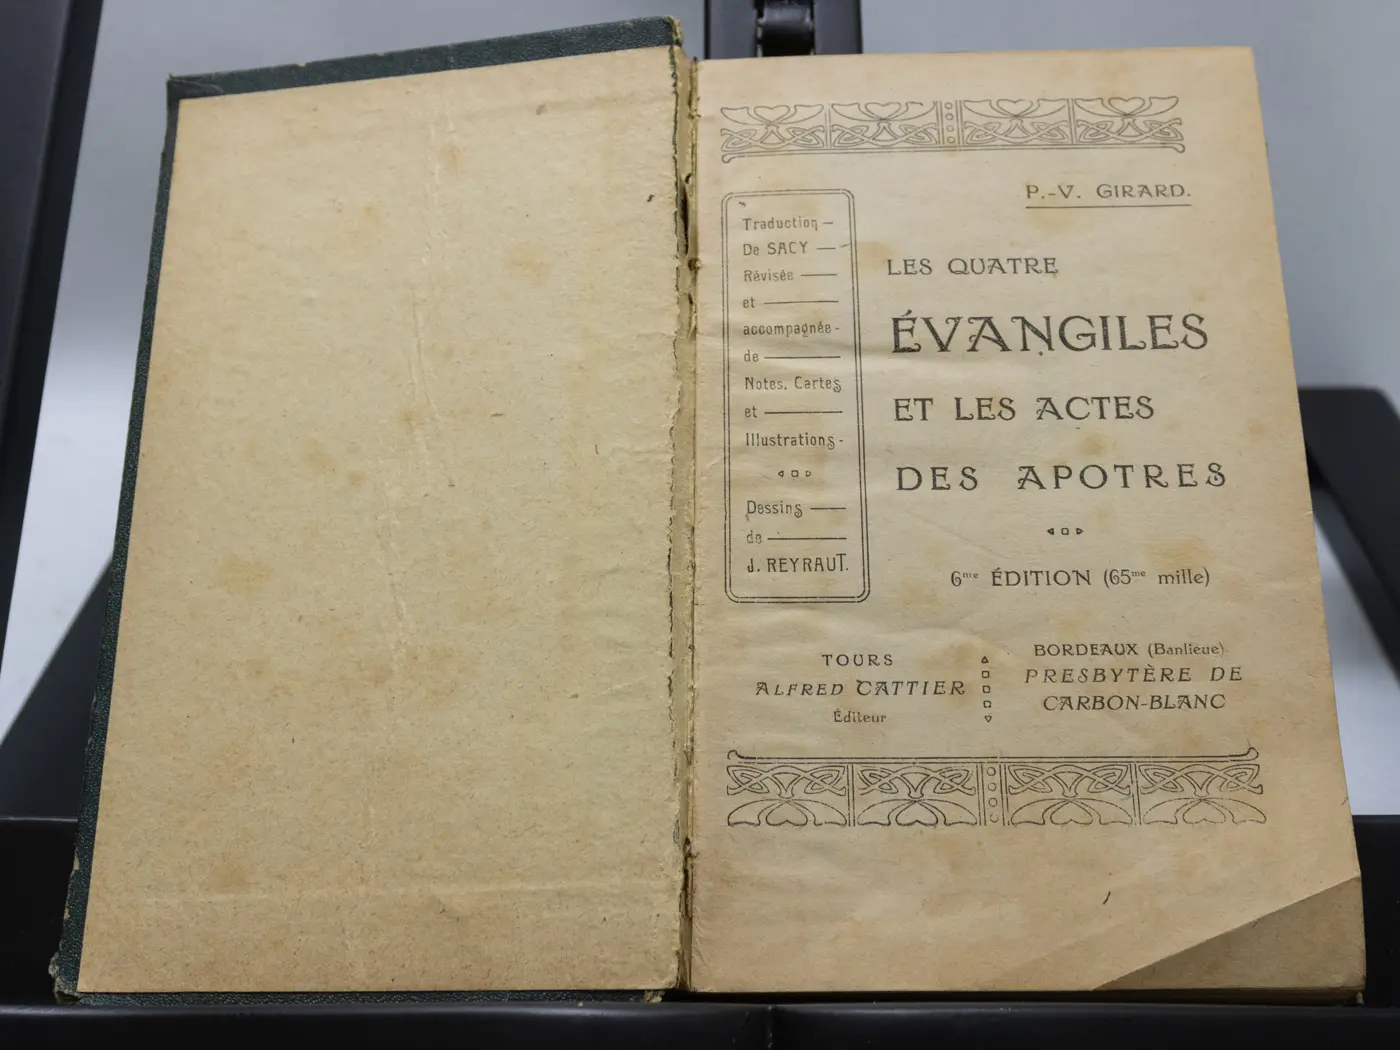 P.-V. GIRARD.
Traduction
De SACY
Révisée
et
accompagnée
de
Notes, Cartes
et
Illustrations
Dessins
de
J. REYRAUT.
LES QUATRE
ÉVANGILES
ET LES ACTES
DES APOTRES
6me ÉDITION (65me mille)
TOURS
ALFRED CATTIER
Éditeur
BORDEAUX (Banlieue)
PRESBYTÈRE DE
CARBON-BLANC